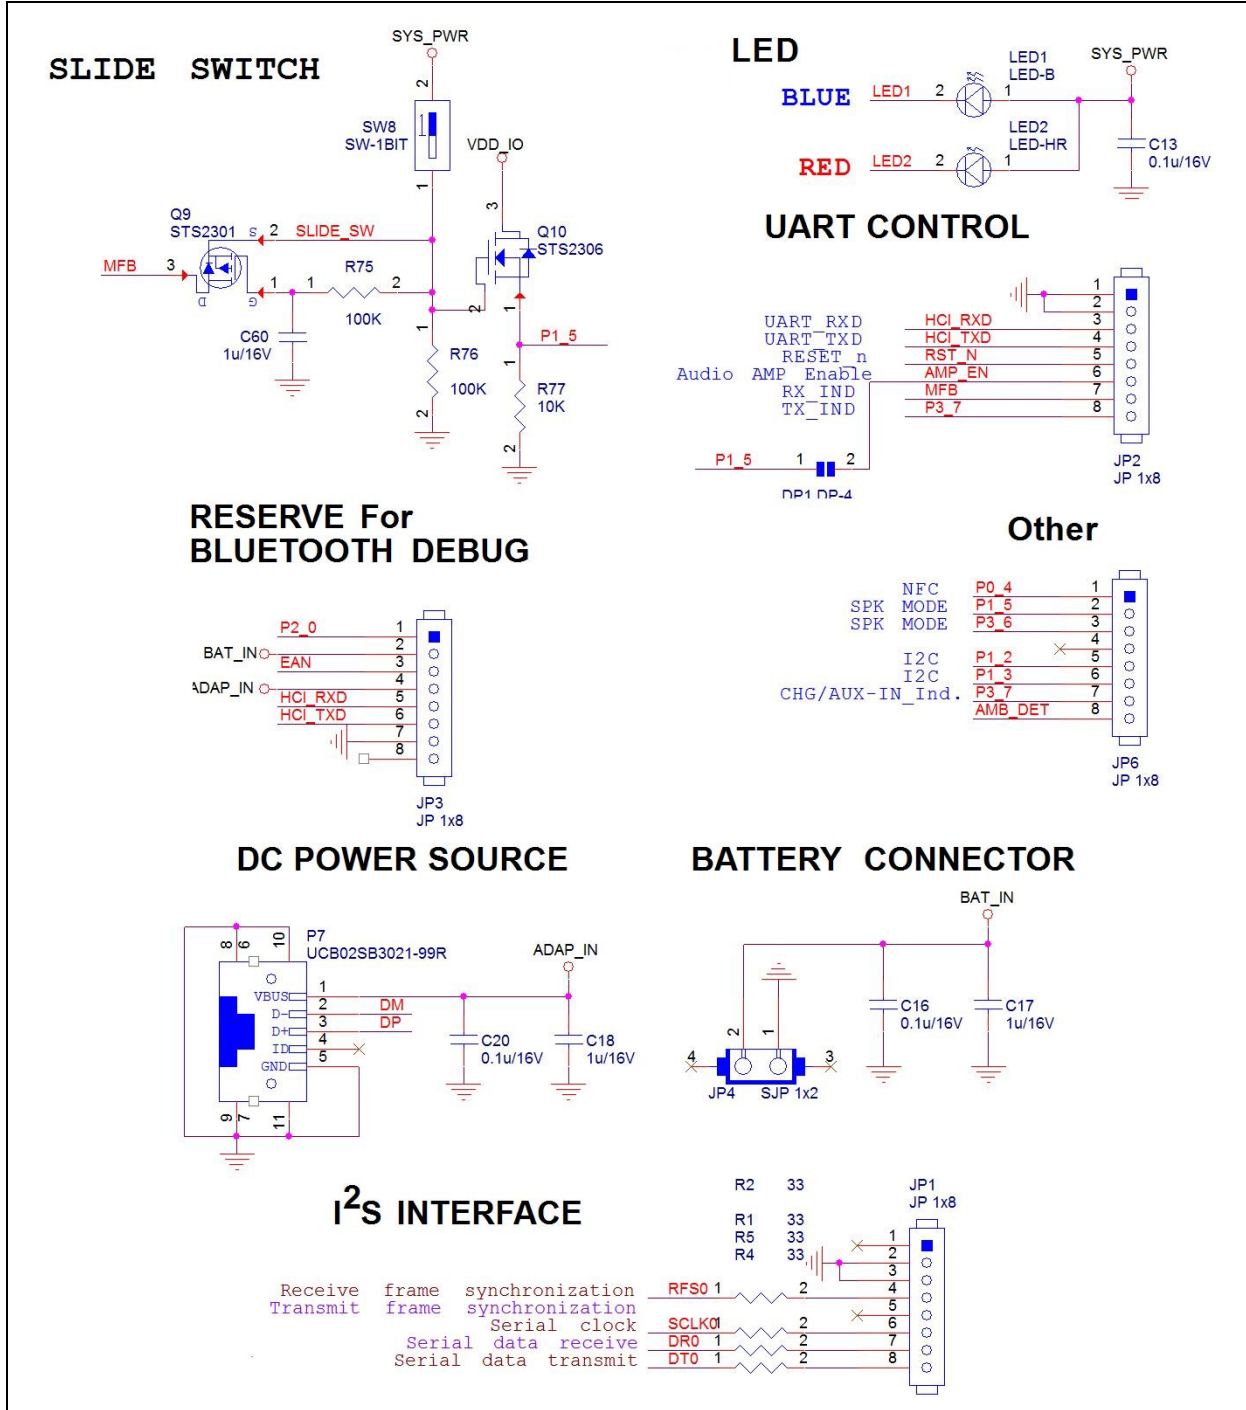 SLIDE SWITCH
SYS_PWR
2
1
SW8
SW-1BIT
1
VDD_IO
3
Q10
STS2306
Q9
STS2301
S 2 SLIDE_SW
MFB 3
D G
1 1 R75 2
100K
2
1
C60
1u/16V
1
R76
100K
2
P1_5
1
R77
10K
2
LED
BLUE LED1 2 1
LED1
LED-B
SYS_PWR
RED LED2 2 1
LED2
LED-HR
C13
0.1u/16V
UART CONTROL
1
2
UART_RXD HCI_RXD 3
UART_TXD HCI_TXD 4
RESET_n RST_N 5
Audio AMP Enable AMP_EN 6
RX_IND MFB 7
TX_IND P3_7 8
P1_5 1 2
DP1 DP-4
JP2
JP 1x8
RESERVE For
BLUETOOTH DEBUG
P2_0 1
BAT_IN 2
EAN 3
ADAP_IN 4
HCI_RXD 5
HCI_TXD 6
7
8
JP3
JP 1x8
Other
NFC P0_4 1
SPK MODE P1_5 2
SPK MODE P3_6 3
4
I2C P1_2 5
I2C P1_3 6
CHG/AUX-IN_Ind. P3_7 7
AMB_DET 8
JP6
JP 1x8
DC POWER SOURCE
8 6 10
P7
UCB02SB3021-99R
ADAP_IN
VBUS 1
D- 2 DM
D+ 3 DP
ID 4
GND 5
9 7 11
C20
0.1u/16V
C18
1u/16V
BATTERY CONNECTOR
BAT_IN
C16
0.1u/16V
C17
1u/16V
2 1
4 3
JP4 SJP 1x2
I2S INTERFACE
R2 33
R1 33
R5 33
R4 33
JP1
JP 1x8
1
2
3
Receive frame synchronization RFS0 1 2 4
Transmit frame synchronization 5
Serial clock SCLK0 1 2 6
Serial data receive DR0 1 2 7
Serial data transmit DT0 1 2 8